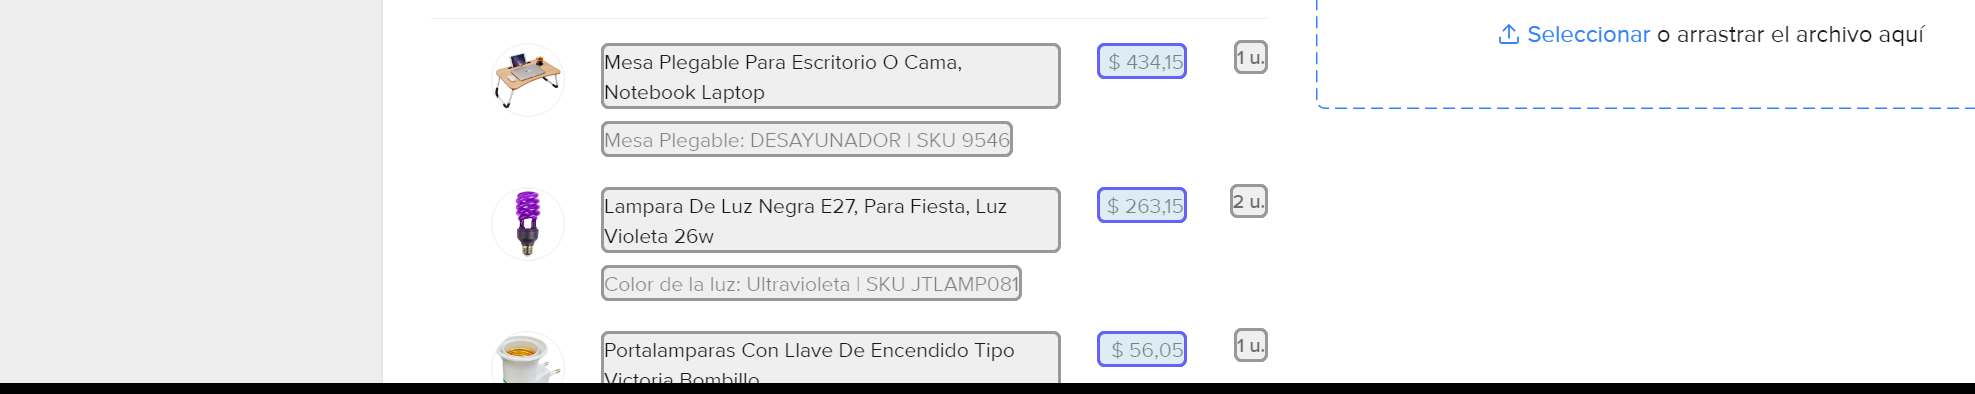 Seleccionar o arrastrar el archivo aquí
Mesa Plegable Para Escritorio O Cama, $ 434,15 1 u.
Notebook Laptop
Mesa Plegable: DESAYUNADOR | SKU 9546
Lampara De Luz Negra E27, Para Fiesta, Luz $ 263,15 2 u.
Violeta 26w
Color de la luz: Ultravioleta | SKU JTLAMP081
Portalamparas Con Llave De Encendido Tipo $ 56,05 1 u.
Victoria Bombillo